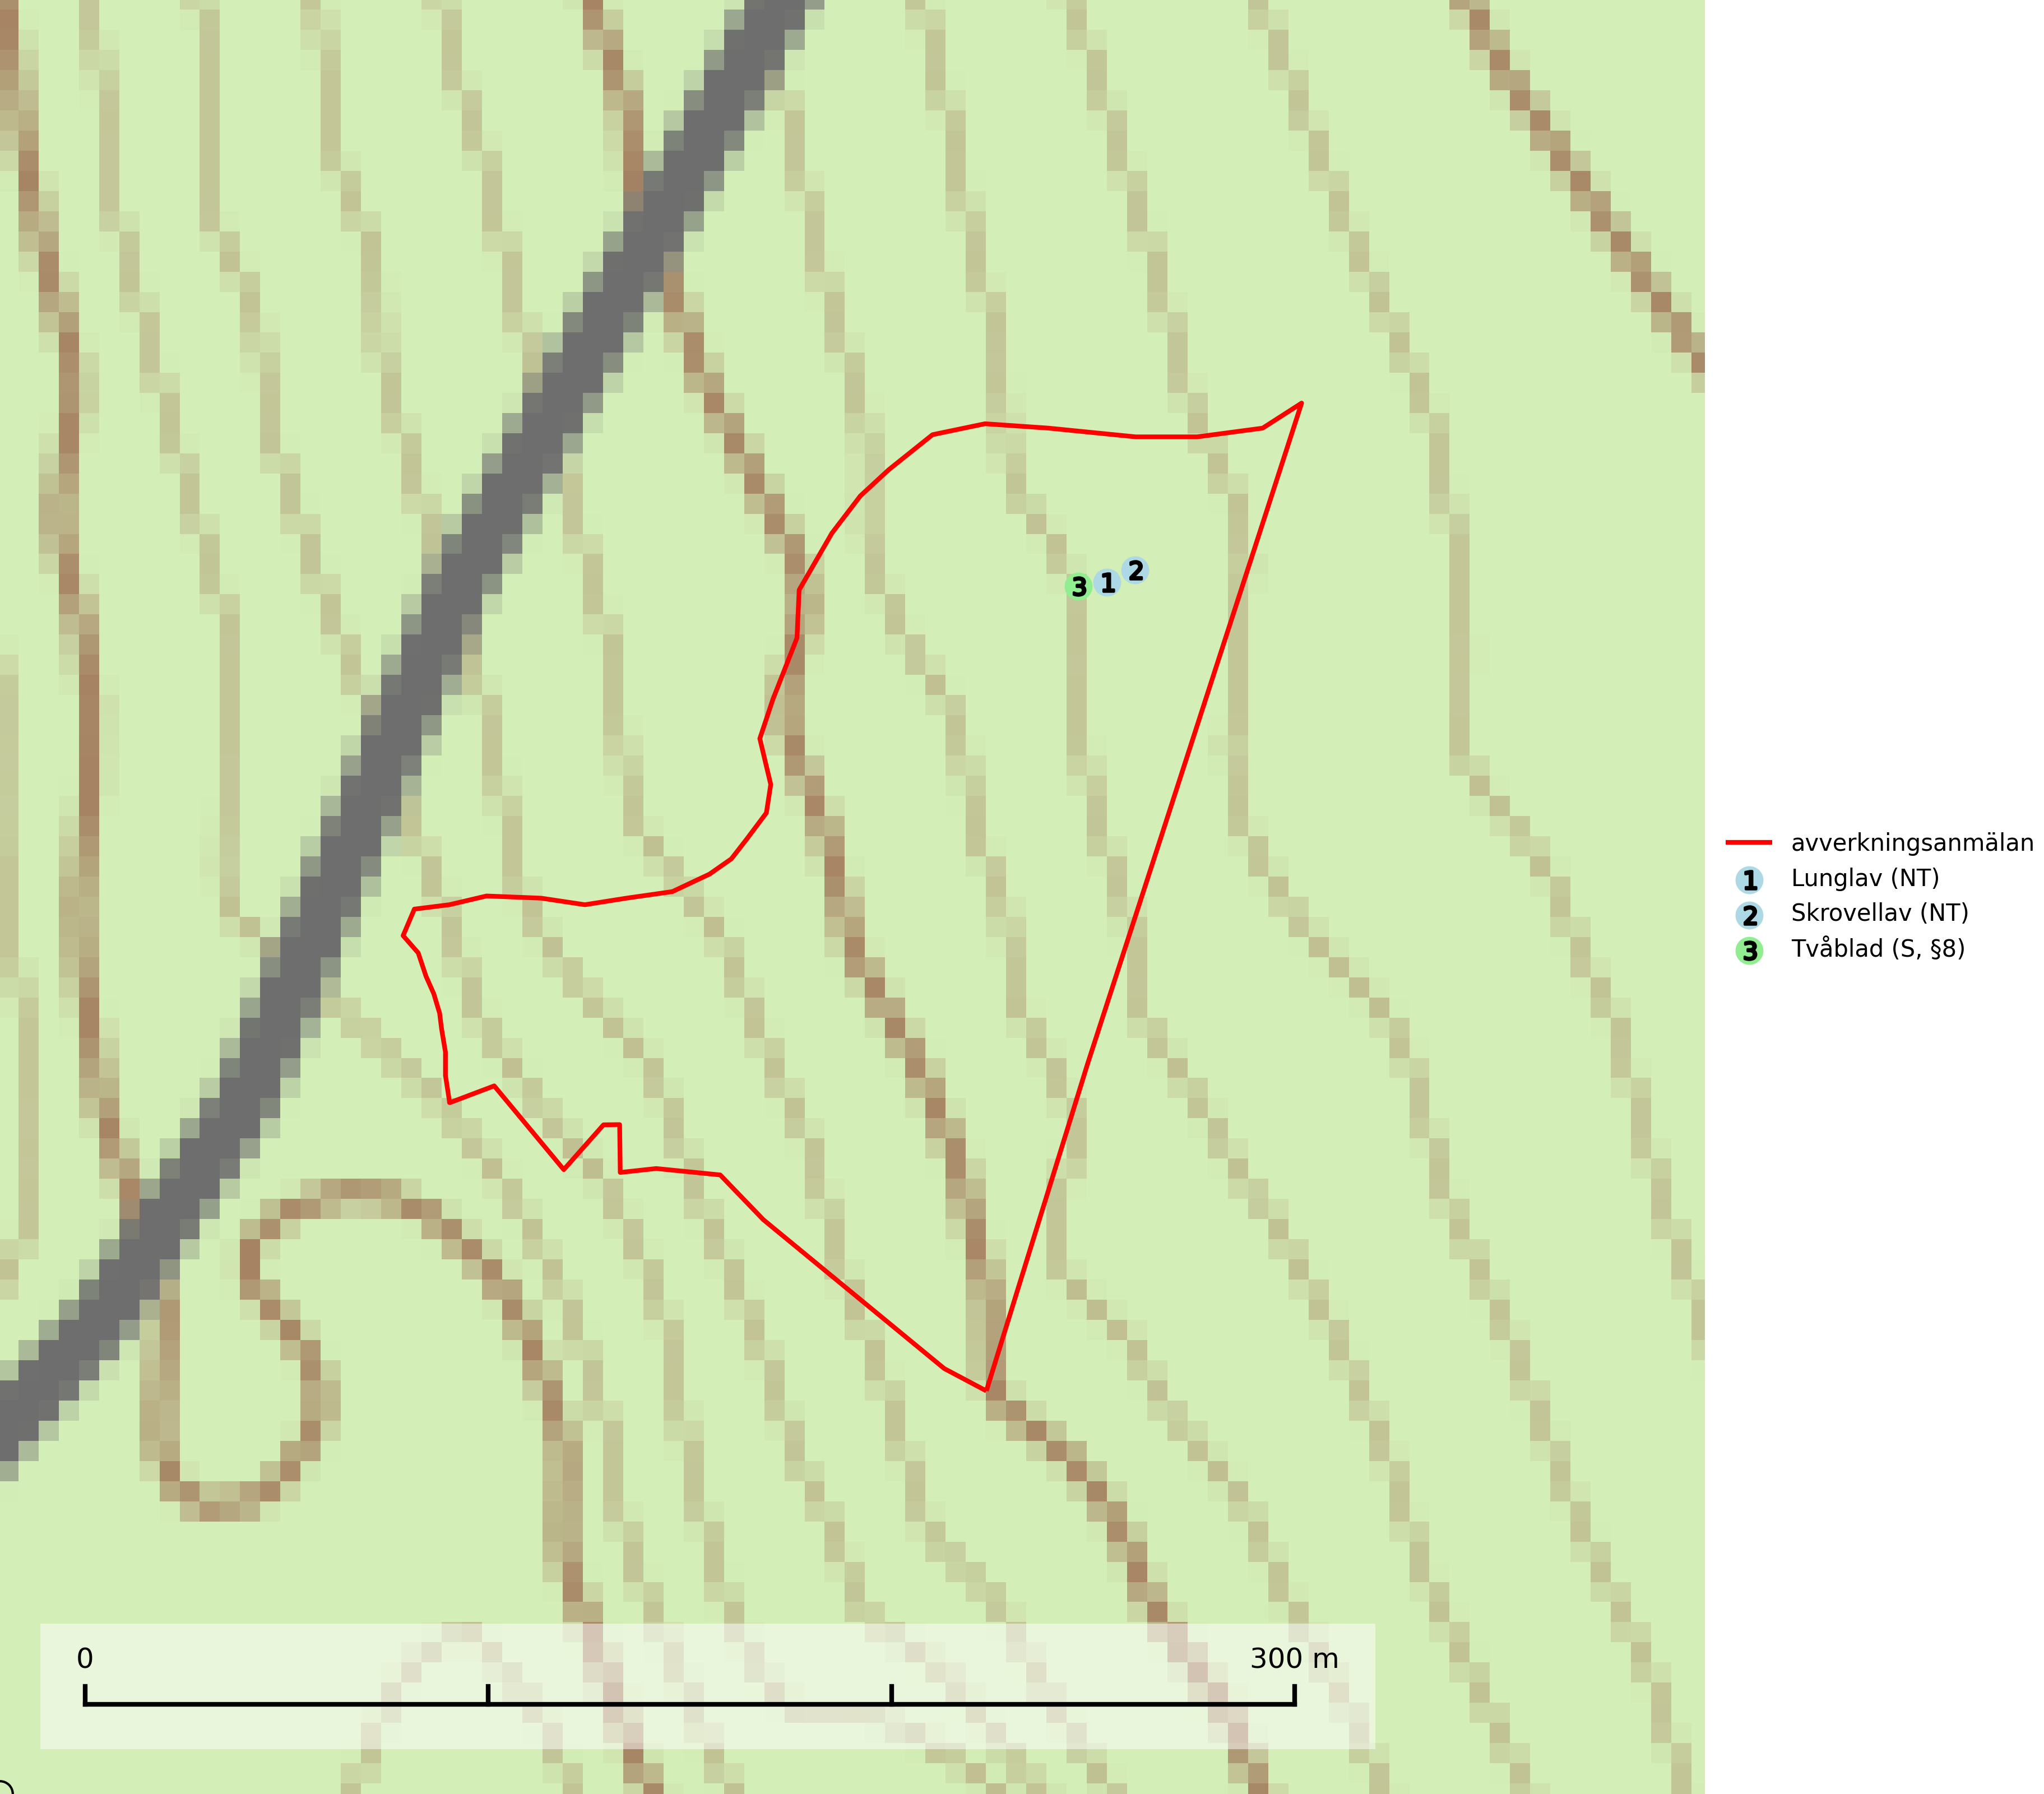 3 1 2
avverkningsanmälan
1 Lunglav (NT)
2 Skrovellav (NT)
3 Tvåblad (S, §8)
0 300 m